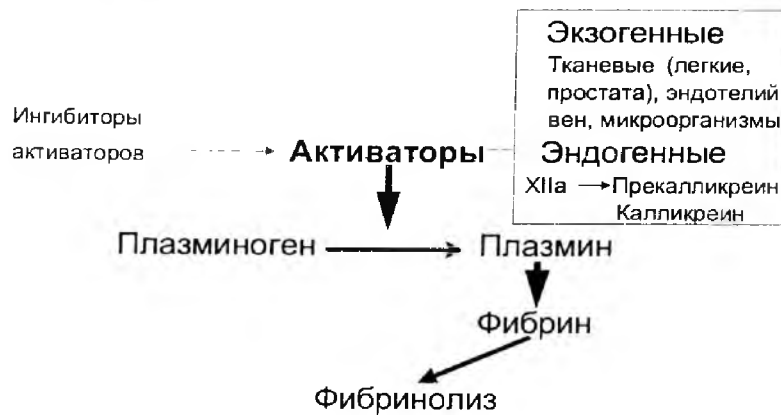 Экзогенные
Тканевые (легкие,
простата), эндотелий
вен, микроорганизмы
Ингибиторы
активаторов
Активаторы
Эндогенные
XIIa → Прекалликреин
Калликреин
Плазминоген
Плазмин
Фибрин
Фибринолиз